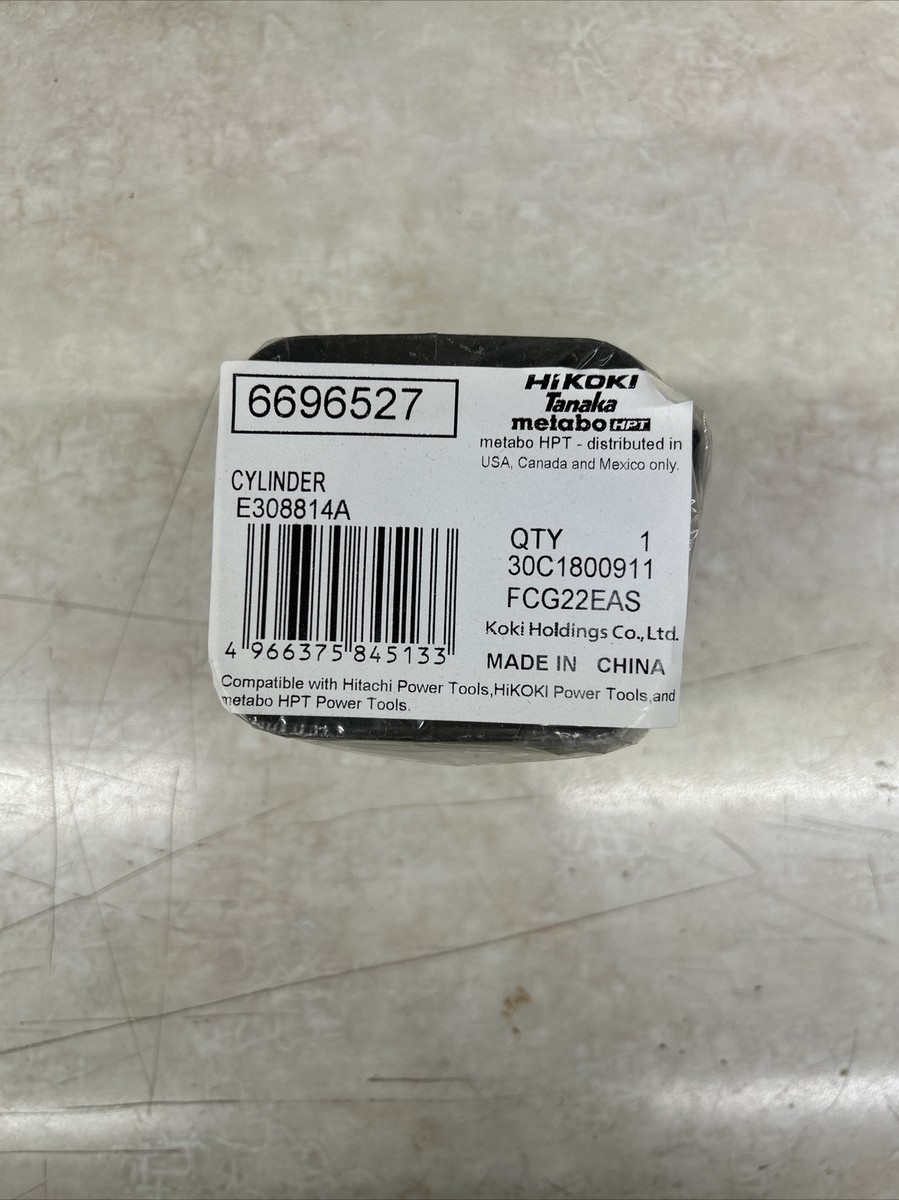 6696527
HiKOKI
Tanaka
metabo HPT
metabo HPT - distributed in
USA, Canada and Mexico only.
CYLINDER
E308814A
QTY 1
30C1800911
FCG22EAS
Koki Holdings Co., Ltd.
MADE IN CHINA
4 966375 845133
Compatible with Hitachi Power Tools,HiKOKI Power Tools,and
metabo HPT Power Tools.